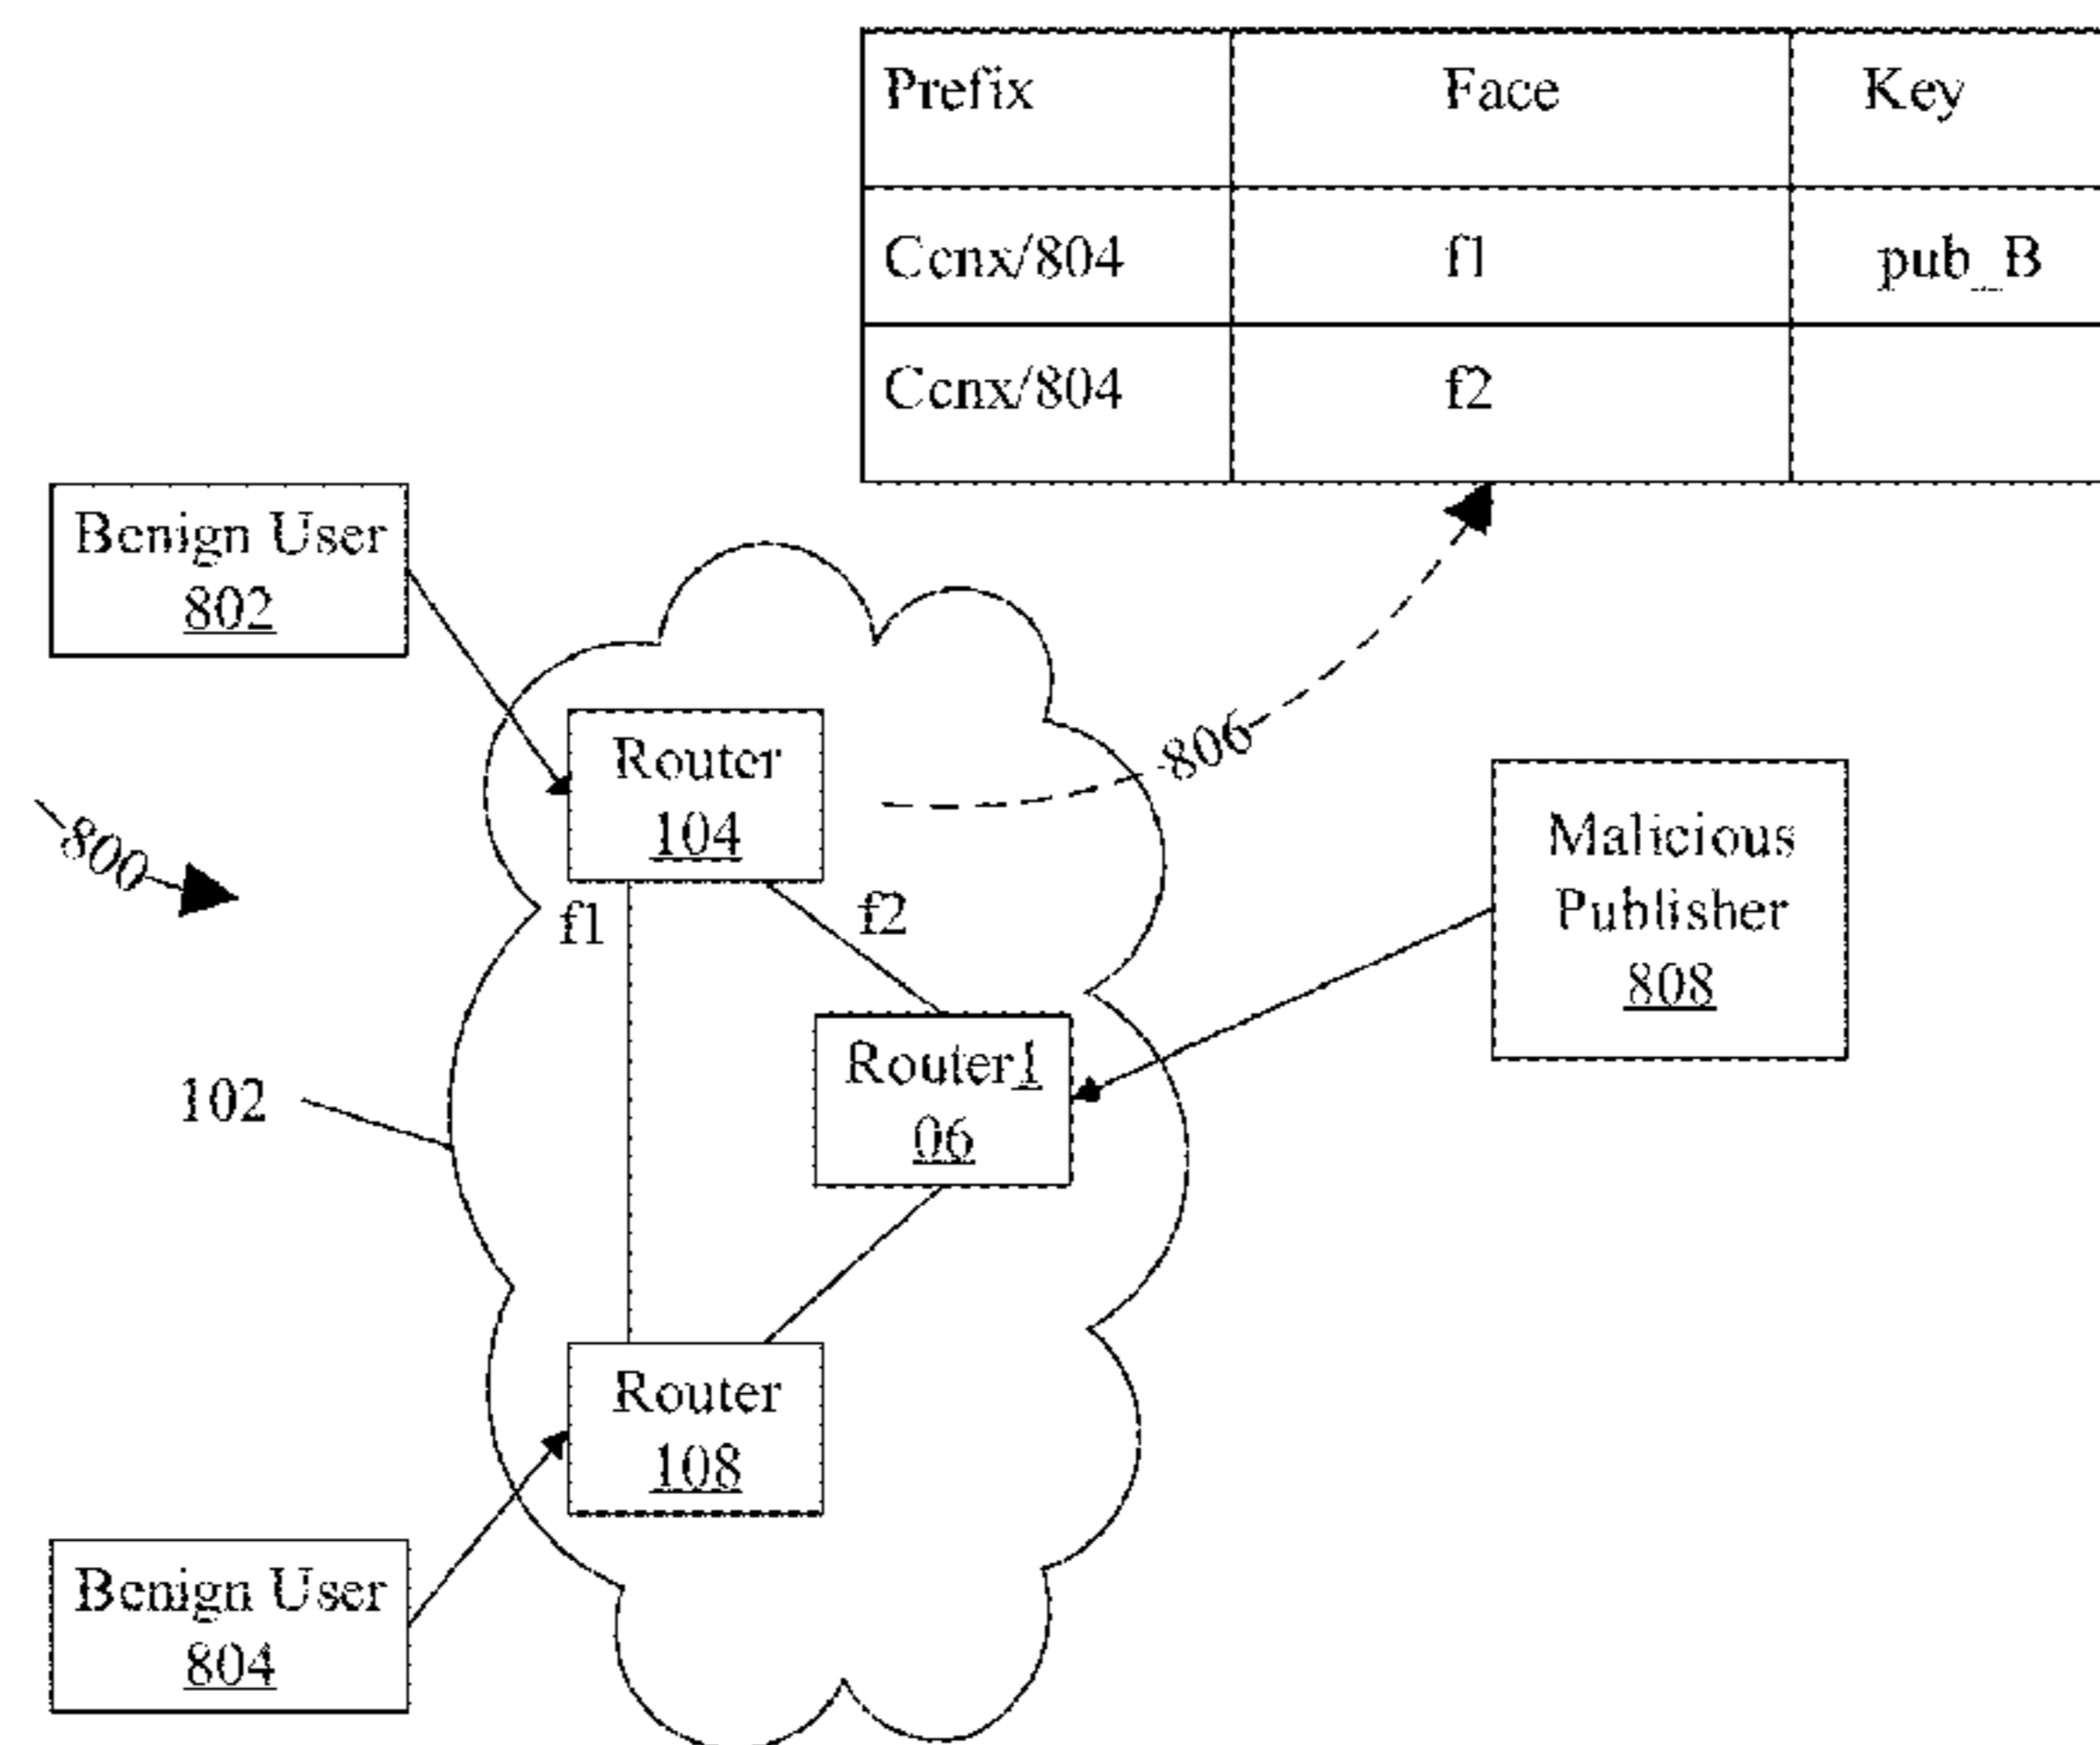 Prefix Face Key
Ccnx/804 f1 pub_B
Ccnx/804 f2
Benign User
802
Router
104
806
800
f1
f2
Malicious
Publisher
808
Router1
06
102
Router
108
Benign User
804